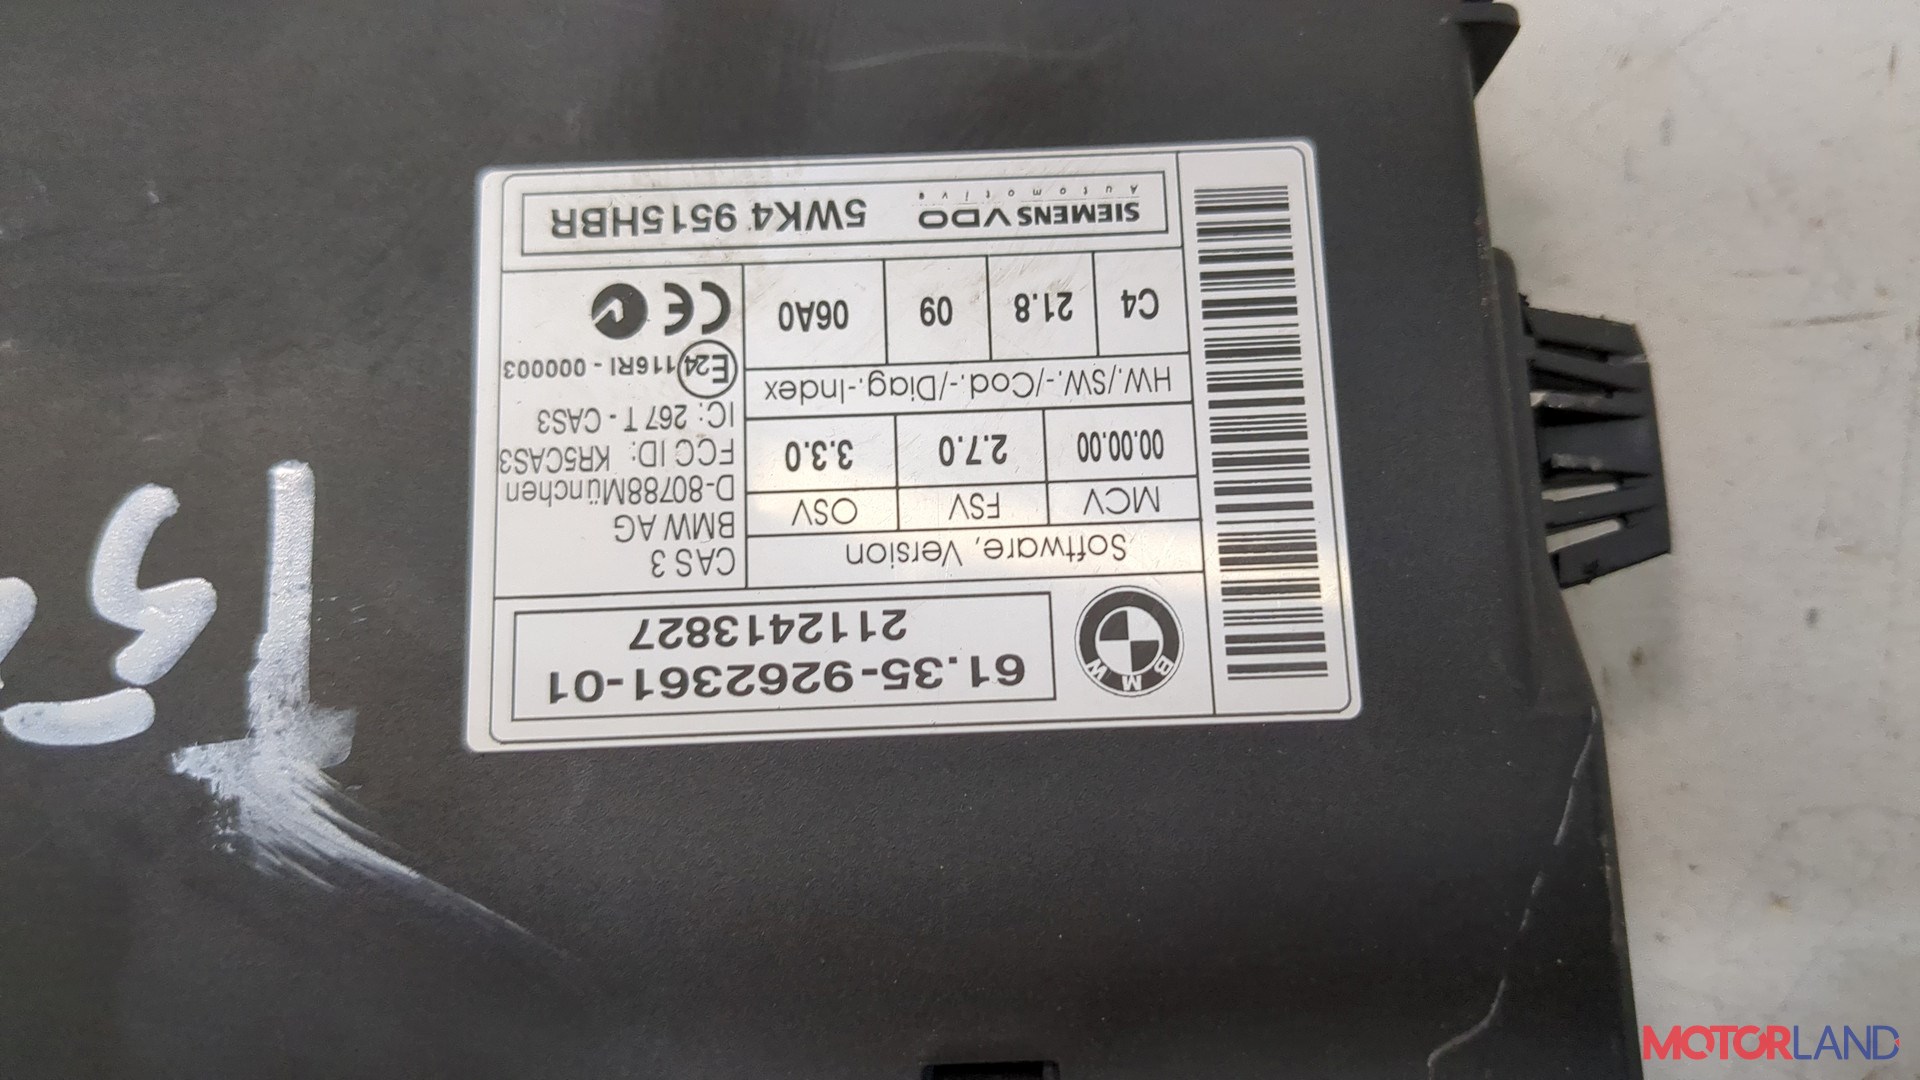 61.35-9262361-01
2112413827
BMW
Software, Version
MCV FSV OSV
00.00.00 2.7.0 3.3.0
HW./SW.-/Cod.-/Diag.-Index
C4 21.8 09 06A0
CAS 3
BMW AG
D-80788München
FCC ID: KR5CAS3
IC: 267 T - CAS3
E24 116RI - 000003
CE
SIEMENS VDO
Automotive
5WK4 9515HBR
MOTORLAND